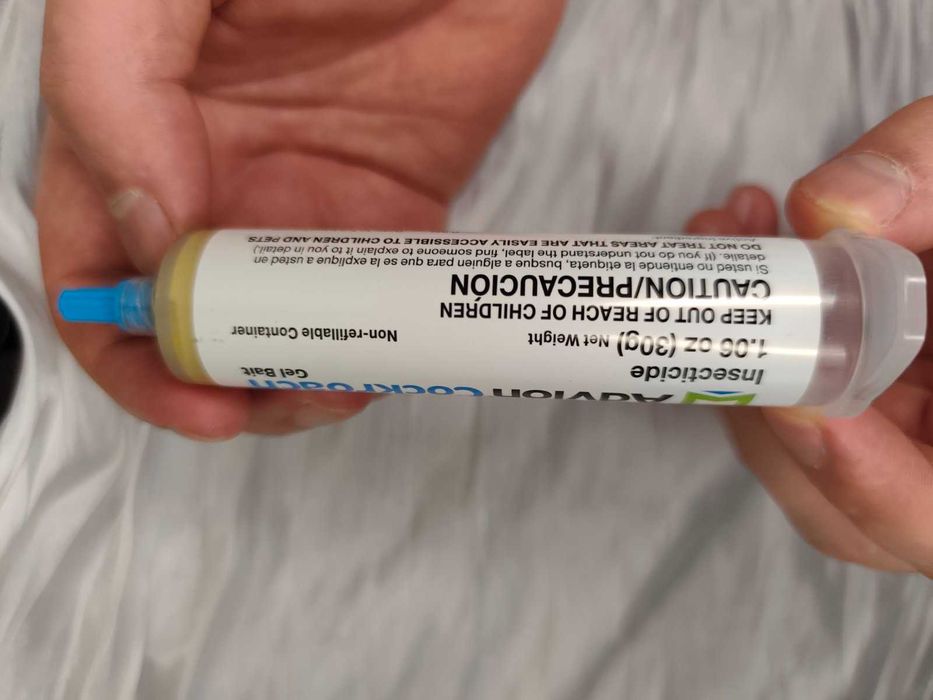 Advion Cockroach
Gel Bait
Insecticide
1.06 oz (30g) Net Weight
Non-refillable Container
KEEP OUT OF REACH OF CHILDREN
CAUTION/PRECAUCIÓN
Si usted no entiende la etiqueta, busque a alguien para que se la explique a usted en
detalle. (If you do not understand the label, find someone to explain it to you in detail.)
DO NOT TREAT AREAS THAT ARE EASILY ACCESSIBLE TO CHILDREN AND PETS